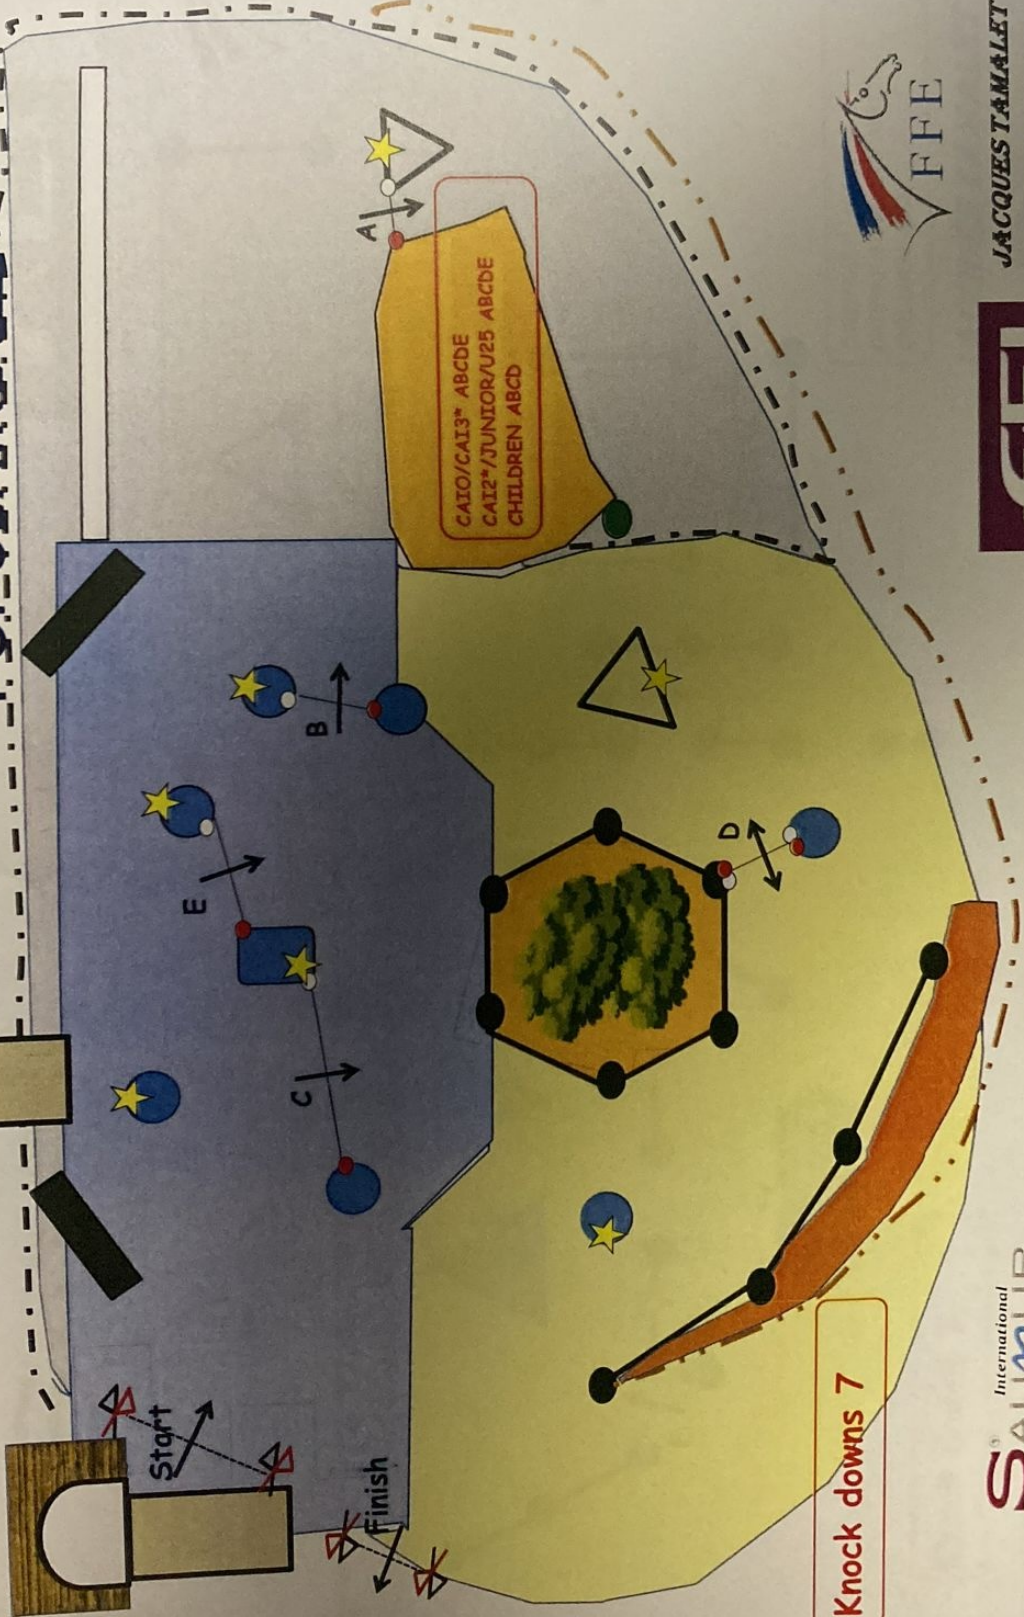 CAIO/CAI3* ABCDE
CAI2*/JUNIOR/U25 ABCDE
CHILDREN ABCD
A
B
E
C
D
Start
Finish
Knock downs 7
FFE
JACQUES TAMALET
International